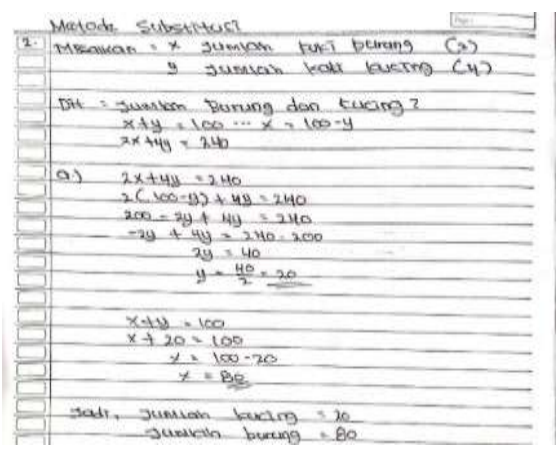 Metode Substitusi
2. Misalkan = x Jumlah kaki burung (2)
y Jumlah kaki kucing (4)
Dit = Jumlah Burung dan kucing?
x+y = 100 ... x = 100-y
2x+4y = 240
a.) 2x+4y = 240
2(100-y) + 4y = 240
200 - 2y + 4y = 240
-2y + 4y = 240-200
2y = 40
y = 40/2 = 20
x+y = 100
x + 20 = 100
x = 100-20
x = 80
Jadi, Jumlah kucing = 20
Jumlah burung = 80